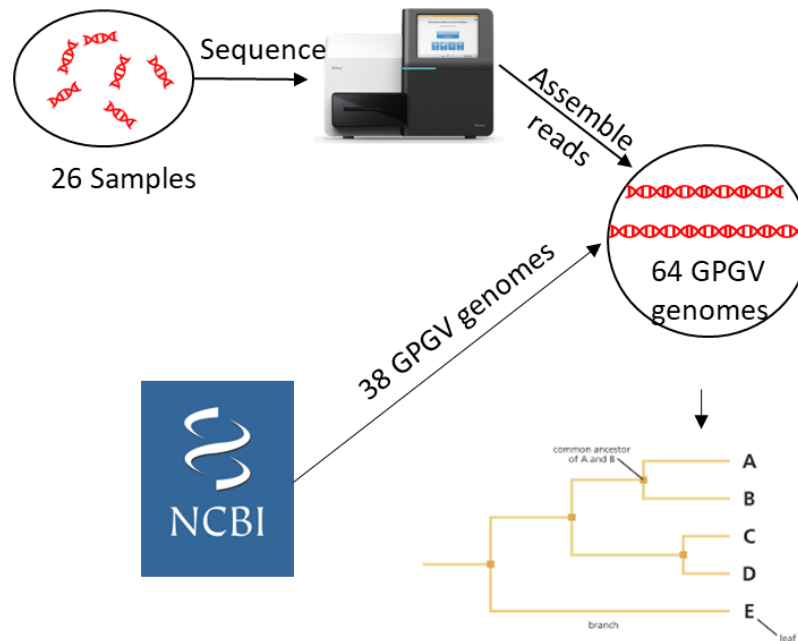 Sequence
26 Samples
Assemble
reads
64 GPGV
genomes
38 GPGV genomes
NCBI
common ancestor
of A and B
A
B
C
D
E
branch
leaf